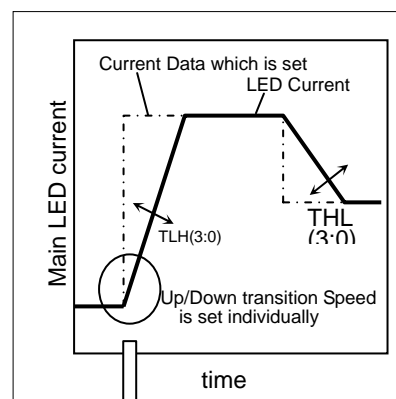 Current Data which is set
LED Current
Main LED current
TLH(3:0)
THL
(3:0)
Up/Down transition Speed
is set individually
time